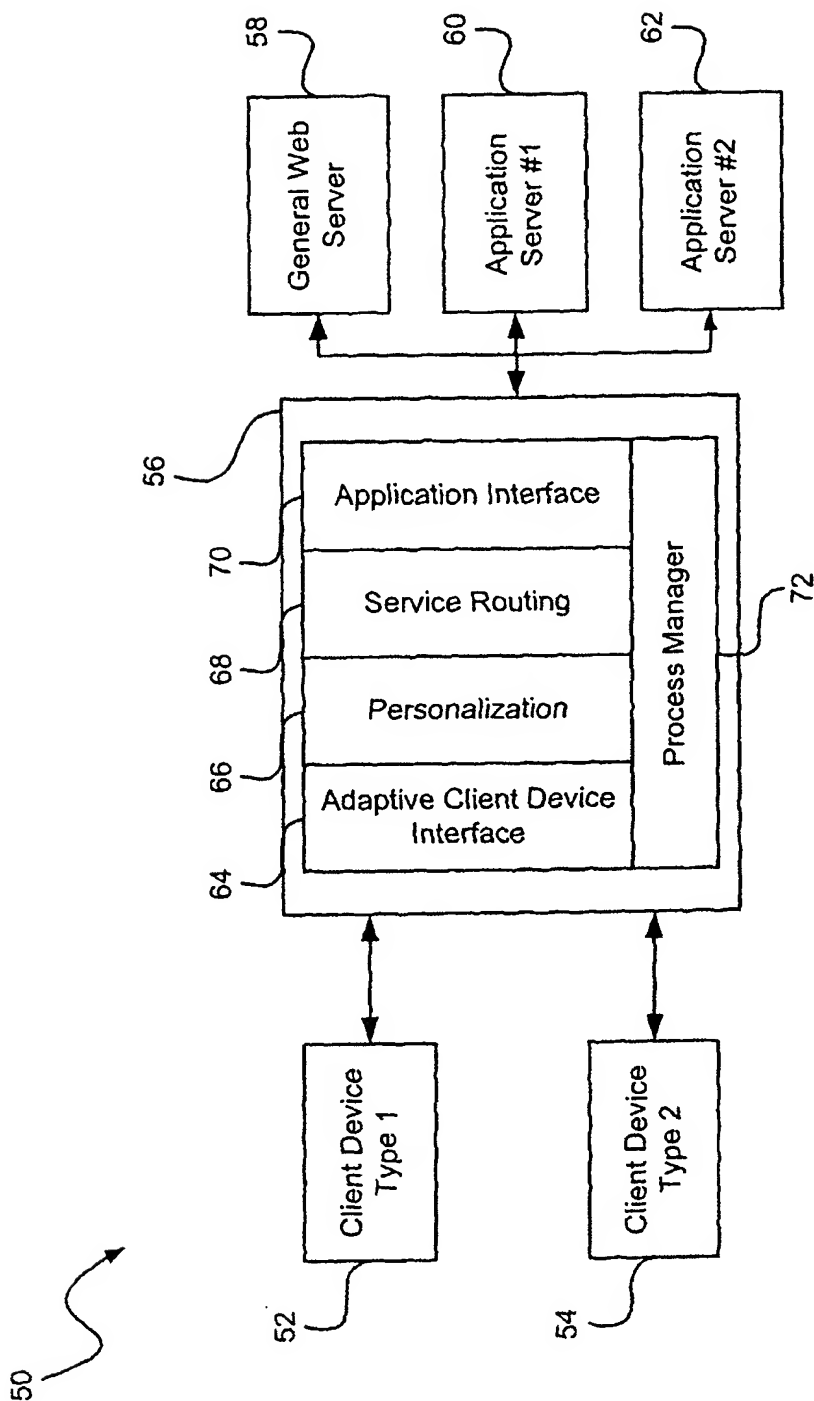 50
52
Client Device
Type 1
54
Client Device
Type 2
56
64
Adaptive Client Device
Interface
66
Personalization
68
Service Routing
70
Application Interface
Process Manager
72
General Web
Server
58
Application
Server #1
60
Application
Server #2
62